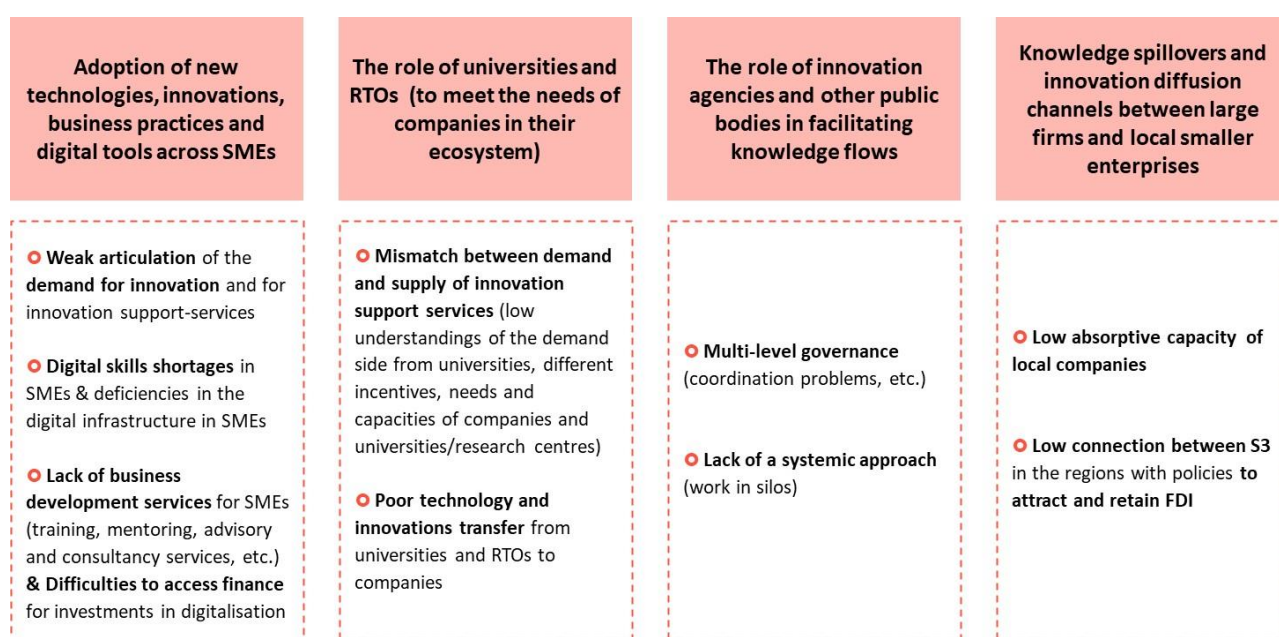 Adoption of new
technologies, innovations,
business practices and
digital tools across SMEs
Weak articulation of the
demand for innovation and for
innovation support-services
Digital skills shortages in
SMEs & deficiencies in the
digital infrastructure in SMEs
Lack of business
development services for SMEs
(training, mentoring, advisory
and consultancy services, etc.)
& Difficulties to access finance
for investments in digitalisation
The role of universities and
RTOs (to meet the needs of
companies in their
ecosystem)
Mismatch between demand
and supply of innovation
support services (low
understandings of the demand
side from universities, different
incentives, needs and
capacities of companies and
universities/research centres)
Poor technology and
innovations transfer from
universities and RTOs to
companies
The role of innovation
agencies and other public
bodies in facilitating
knowledge flows
Multi-level governance
(coordination problems, etc.)
Lack of a systemic approach
(work in silos)
Knowledge spillovers and
innovation diffusion
channels between large
firms and local smaller
enterprises
Low absorptive capacity of
local companies
Low connection between S3
in the regions with policies to
attract and retain FDI